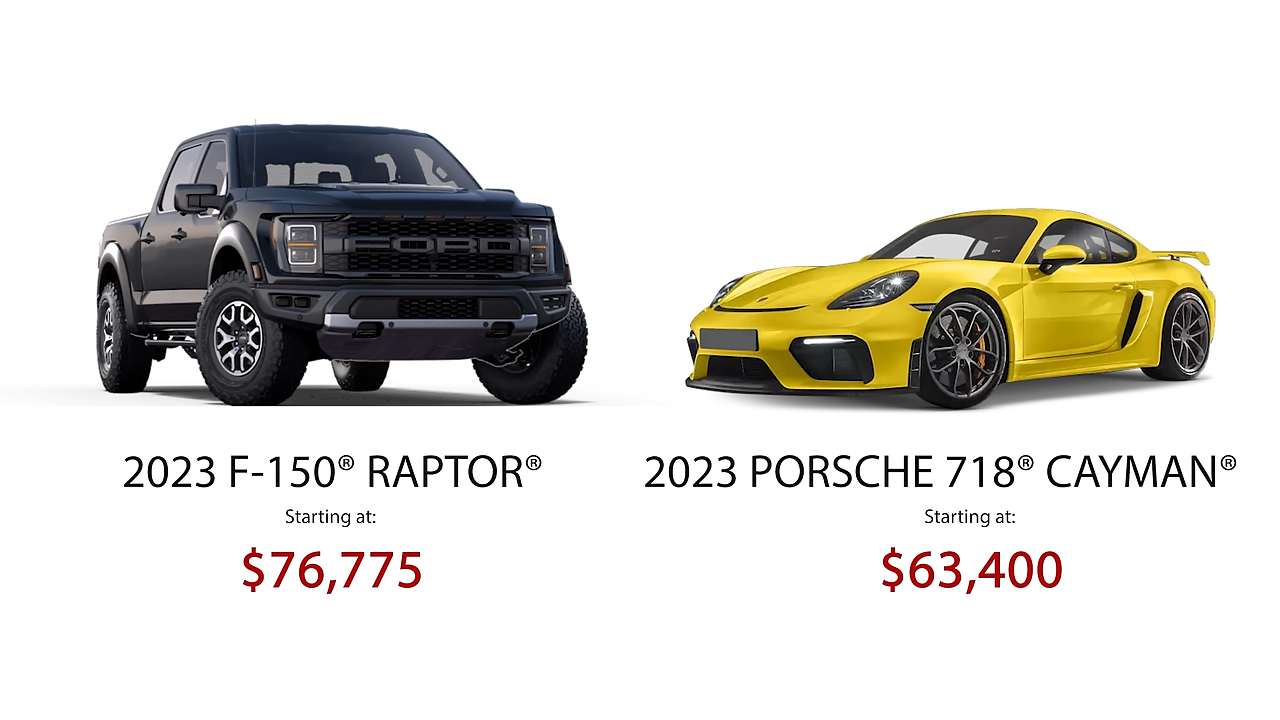 FORD
2023 F-150® RAPTOR®
Starting at:
$76,775
2023 PORSCHE 718® CAYMAN®
Starting at:
$63,400